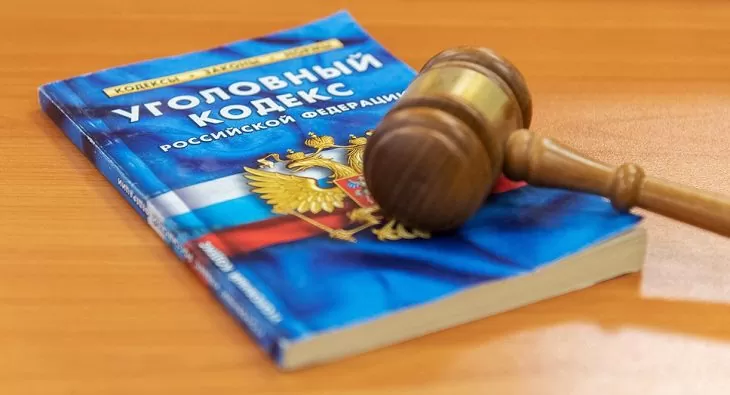 КОДЕКСЫ • ЗАКОНЫ • НОРМЫ
УГОЛОВНЫЙ
КОДЕКС
РОССИЙСКОЙ ФЕДЕРАЦИИ